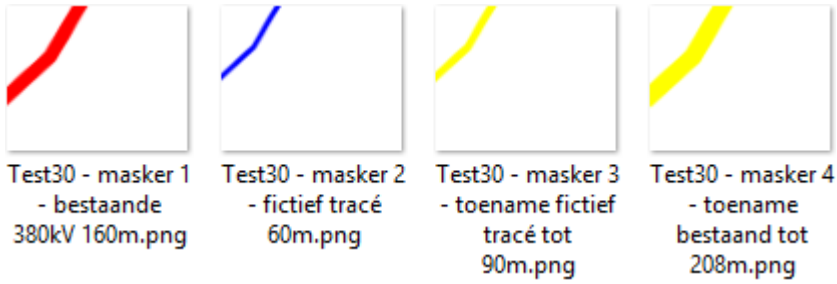 Test30 - masker 1
- bestaande
380kV 160m.png
Test30 - masker 2
- fictief tracé
60m.png
Test30 - masker 3
- toename fictief
tracé tot
90m.png
Test30 - masker 4
- toename
bestaand tot
208m.png